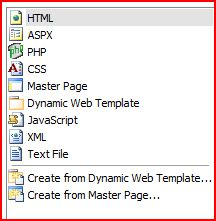 HTML
ASPX
PHP
CSS
Master Page
Dynamic Web Template
JavaScript
XML
Text File
Create from Dynamic Web Template...
Create from Master Page...